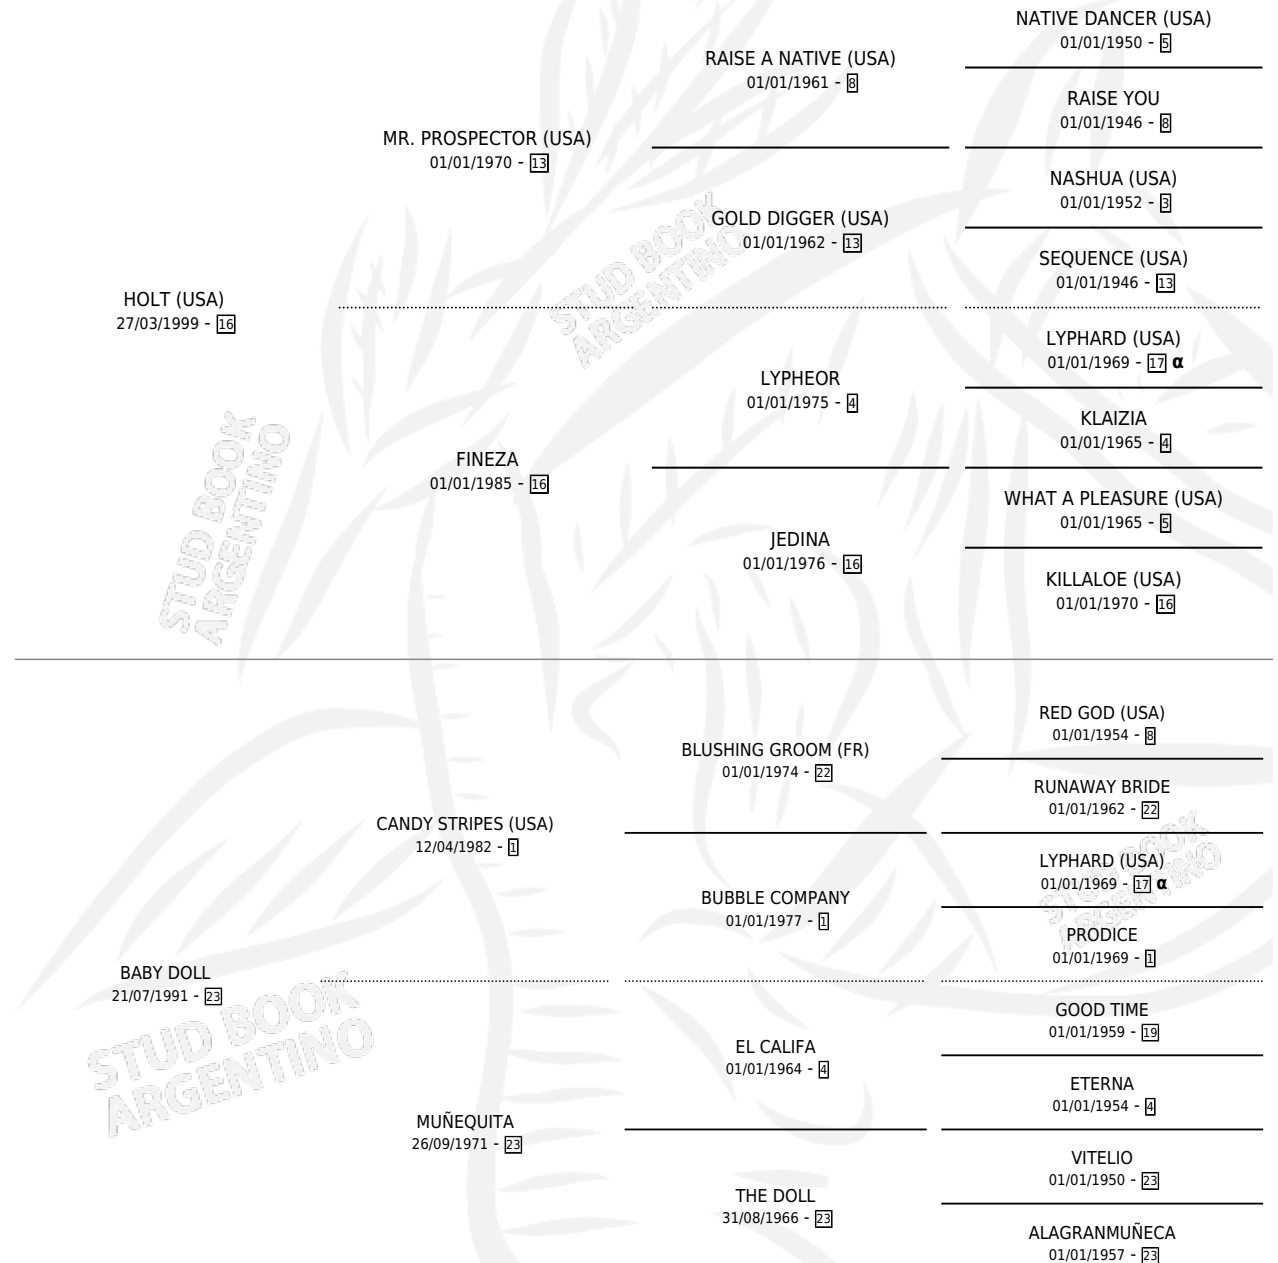 NATIVE DANCER (USA)
01/01/1950 - 5
RAISE A NATIVE (USA)
01/01/1961 - 8
RAISE YOU
01/01/1946 - 8
MR. PROSPECTOR (USA)
01/01/1970 - 13
NASHUA (USA)
01/01/1952 - 3
GOLD DIGGER (USA)
01/01/1962 - 13
SEQUENCE (USA)
01/01/1946 - 13
HOLT (USA)
27/03/1999 - 16
LYPHARD (USA)
01/01/1969 - 17 α
LYPHEOR
01/01/1975 - 4
KLAIZIA
01/01/1965 - 4
FINEZA
01/01/1985 - 16
WHAT A PLEASURE (USA)
01/01/1965 - 5
JEDINA
01/01/1976 - 16
KILLALOE (USA)
01/01/1970 - 16
RED GOD (USA)
01/01/1954 - 8
BLUSHING GROOM (FR)
01/01/1974 - 22
RUNAWAY BRIDE
01/01/1962 - 22
CANDY STRIPES (USA)
12/04/1982 - 1
LYPHARD (USA)
01/01/1969 - 17 α
BUBBLE COMPANY
01/01/1977 - 1
PRODICE
01/01/1969 - 1
BABY DOLL
21/07/1991 - 23
GOOD TIME
01/01/1959 - 19
EL CALIFA
01/01/1964 - 4
ETERNA
01/01/1954 - 4
MUÑEQUITA
26/09/1971 - 23
VITELIO
01/01/1950 - 23
THE DOLL
31/08/1966 - 23
ALAGRANMUÑECA
01/01/1957 - 23
STUD BOOK
ARGENTINO
STUD BOOK
ARGENTINO
STUD BOOK
ARGENTINO
STUD BOOK
ARGENTINO